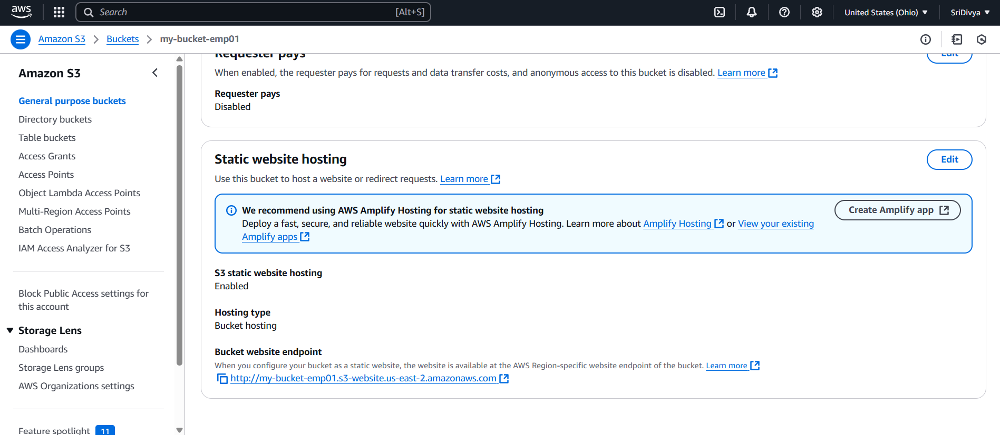 aws
Search [Alt+S]
United States (Ohio)
SriDivya
Amazon S3 > Buckets > my-bucket-emp01
Amazon S3
General purpose buckets
Directory buckets
Table buckets
Access Grants
Access Points
Object Lambda Access Points
Multi-Region Access Points
Batch Operations
IAM Access Analyzer for S3
Block Public Access settings for
this account
Storage Lens
Dashboards
Storage Lens groups
AWS Organizations settings
Feature spotlight 11
Requester pays
Edit
When enabled, the requester pays for requests and data transfer costs, and anonymous access to this bucket is disabled. Learn more
Requester pays
Disabled
Static website hosting
Edit
Use this bucket to host a website or redirect requests. Learn more
We recommend using AWS Amplify Hosting for static website hosting
Create Amplify app
Deploy a fast, secure, and reliable website quickly with AWS Amplify Hosting. Learn more about Amplify Hosting or View your existing
Amplify apps
S3 static website hosting
Enabled
Hosting type
Bucket hosting
Bucket website endpoint
When you configure your bucket as a static website, the website is available at the AWS Region-specific website endpoint of the bucket. Learn more
http://my-bucket-emp01.s3-website.us-east-2.amazonaws.com